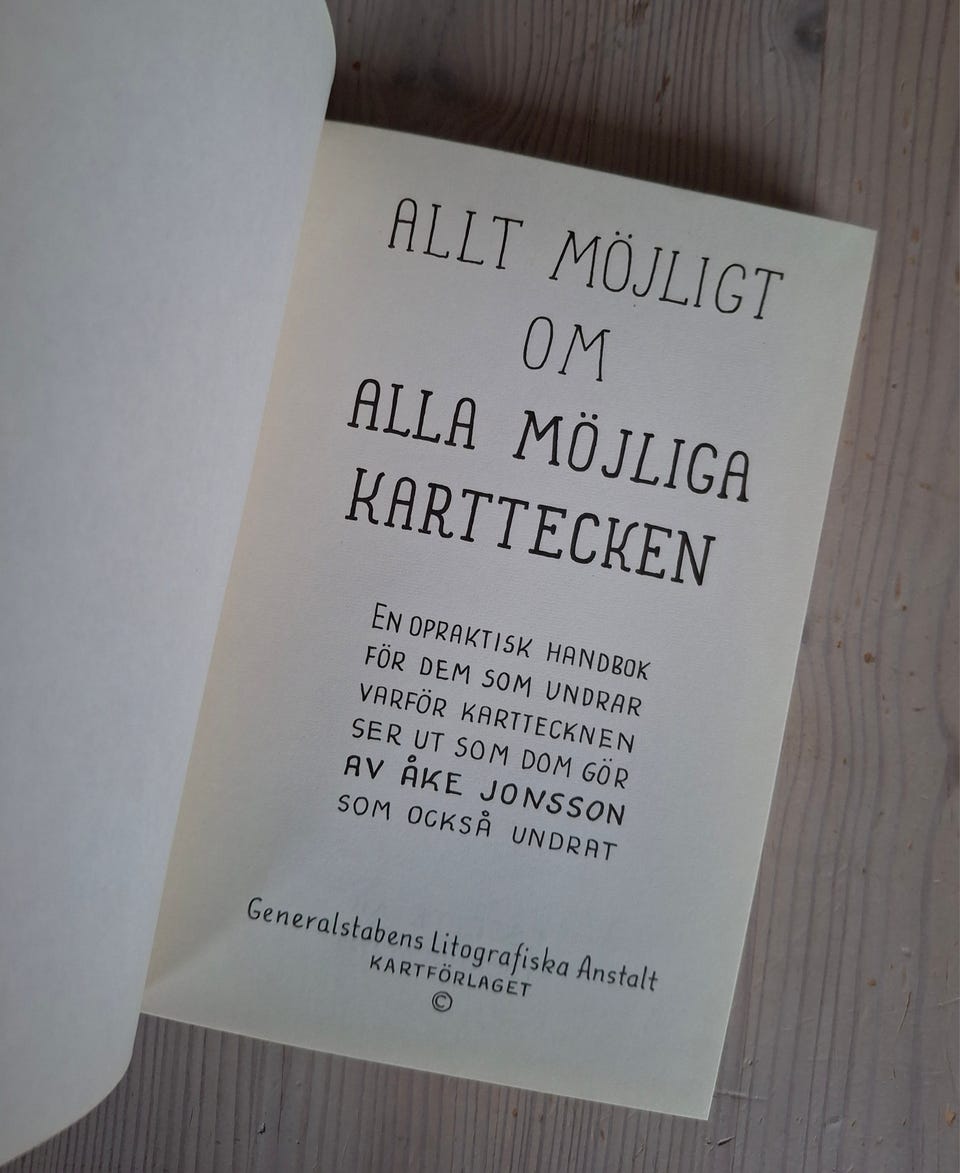 ALLT MÖJLIGT
OM
ALLA MÖJLIGA
KARTTECKEN
EN OPRAKTISK HANDBOK
FÖR DEM SOM UNDRAR
VARFÖR KARTTECKNEN
SER UT SOM DOM GÖR
AV ÅKE JONSSON
SOM OCKSÅ UNDRAT
Generalstabens Litografiska Anstalt
KARTFÖRLAGET
©